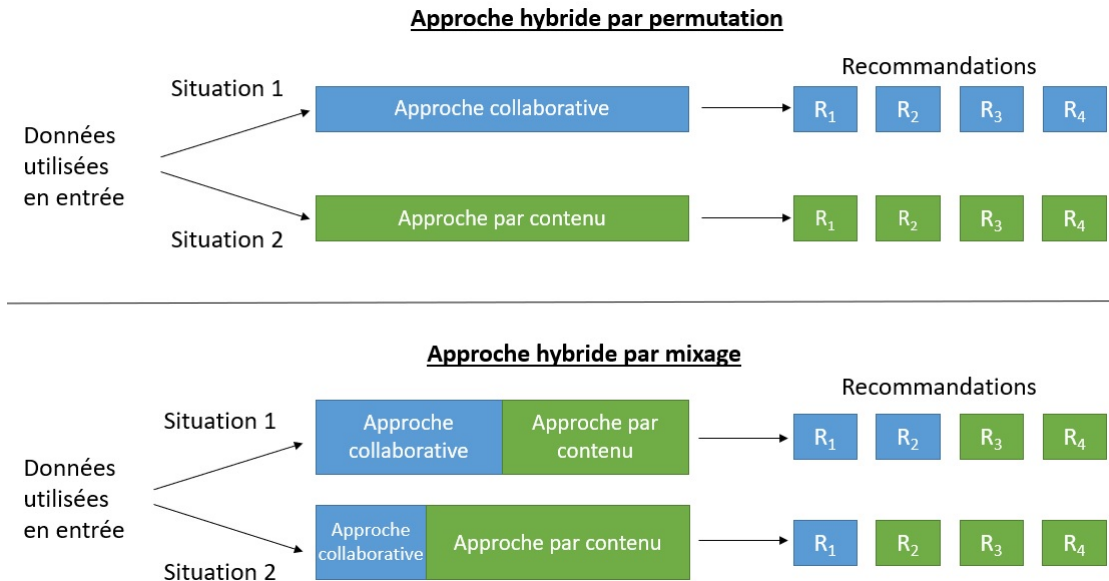 Approche hybride par permutation
Recommandations
Situation 1
Approche collaborative
R₁ R₂ R₃ R₄
Données
utilisées
en entrée
Approche par contenu
R₁ R₂ R₃ R₄
Situation 2
Approche hybride par mixage
Recommandations
Situation 1
Approche
collaborative
Approche par
contenu
R₁ R₂ R₃ R₄
Données
utilisées
en entrée
Approche
collaborative
Approche par contenu
R₁ R₂ R₃ R₄
Situation 2